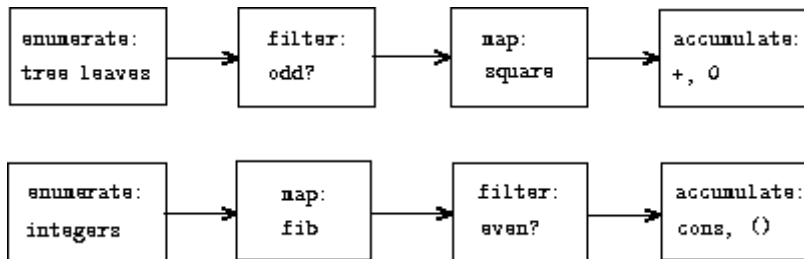 enumerate:
tree leaves
filter:
odd?
map:
square
accumulate:
+, 0
enumerate:
integers
map:
fib
filter:
even?
accumulate:
cons, ()